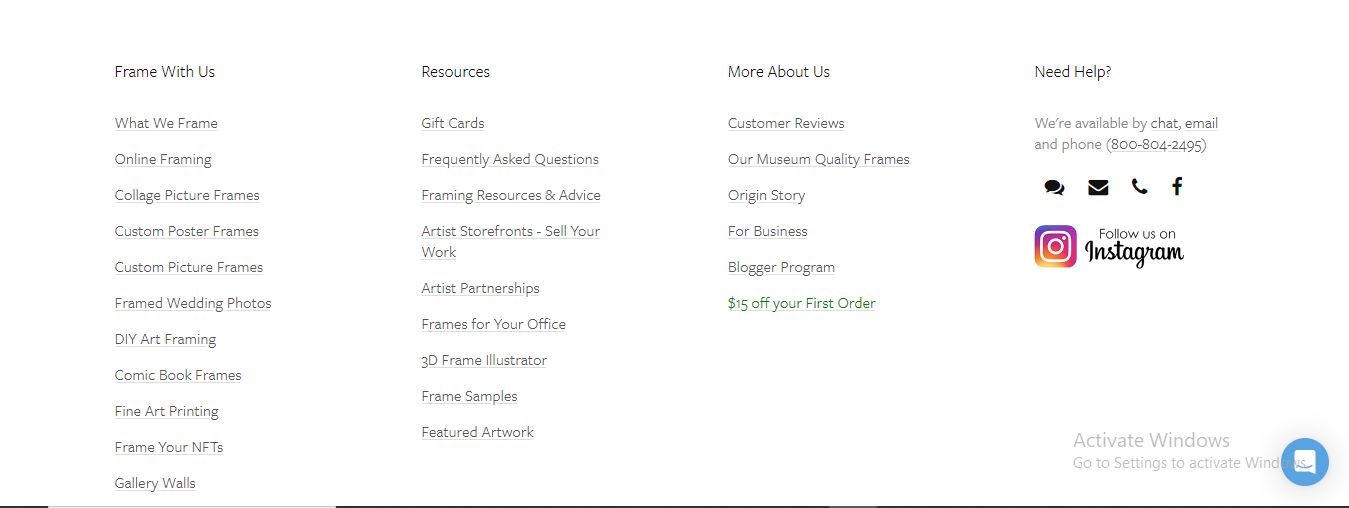 Frame With Us
What We Frame
Online Framing
Collage Picture Frames
Custom Poster Frames
Custom Picture Frames
Framed Wedding Photos
DIY Art Framing
Comic Book Frames
Fine Art Printing
Frame Your NFTs
Gallery Walls
Resources
Gift Cards
Frequently Asked Questions
Framing Resources & Advice
Artist Storefronts - Sell Your
Work
Artist Partnerships
Frames for Your Office
3D Frame Illustrator
Frame Samples
Featured Artwork
More About Us
Customer Reviews
Our Museum Quality Frames
Origin Story
For Business
Blogger Program
$15 off your First Order
Need Help?
We're available by chat, email
and phone (800-804-2495)
Follow us on
Instagram
Activate Windows
Go to Settings to activate Windows.